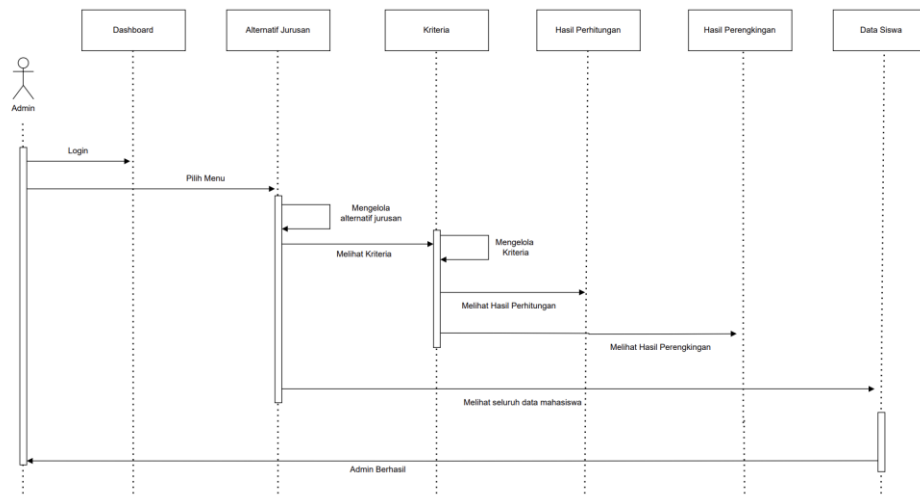 Dashboard
Alternatif Jurusan
Kriteria
Hasil Perhitungan
Hasil Perengkingan
Data Siswa
Admin
Login
Pilih Menu
Mengelola
alternatif jurusan
Melihat Kriteria
Mengelola
Kriteria
Melihat Hasil Perhitungan
Melihat Hasil Perengkingan
Melihat seluruh data mahasiswa
Admin Berhasil